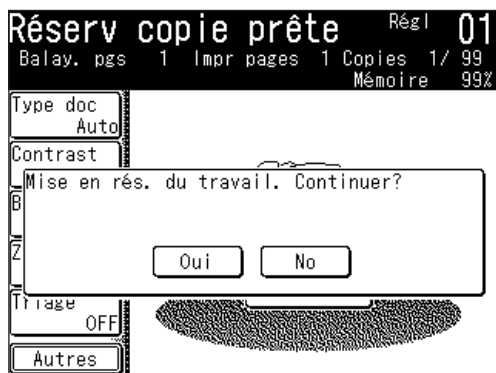 Réserv copie prête Régl 01
Balay. pgs 1 Impr pages 1 Copies 1/ 99
Mémoire 99%
Type doc
Auto
Contrast
Mise en rés. du travail. Continuer?
B
Z
Oui No
Triage
OFF
Autres